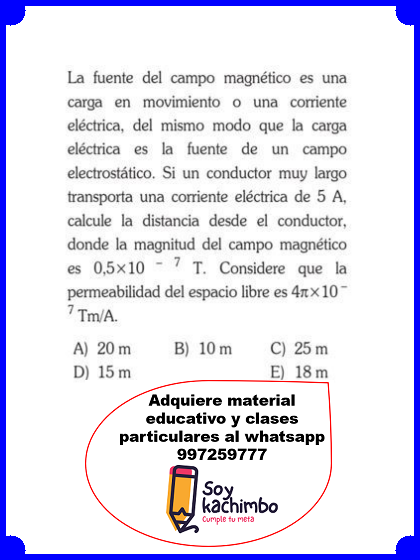 La fuente del campo magnético es una
carga en movimiento o una corriente
eléctrica, del mismo modo que la carga
eléctrica es la fuente de un campo
electrostático. Si un conductor muy largo
transporta una corriente eléctrica de 5 A,
calcule la distancia desde el conductor,
donde la magnitud del campo magnético
es 0,5×10 ⁻ ⁷ T. Considere que la
permeabilidad del espacio libre es 4π×10 ⁻
⁷ Tm/A.
A) 20 m B) 10 m C) 25 m
D) 15 m E) 18 m
Adquiere material
educativo y clases
particulares al whatsapp
997259777
Soy
kachimbo
Cumple tu meta